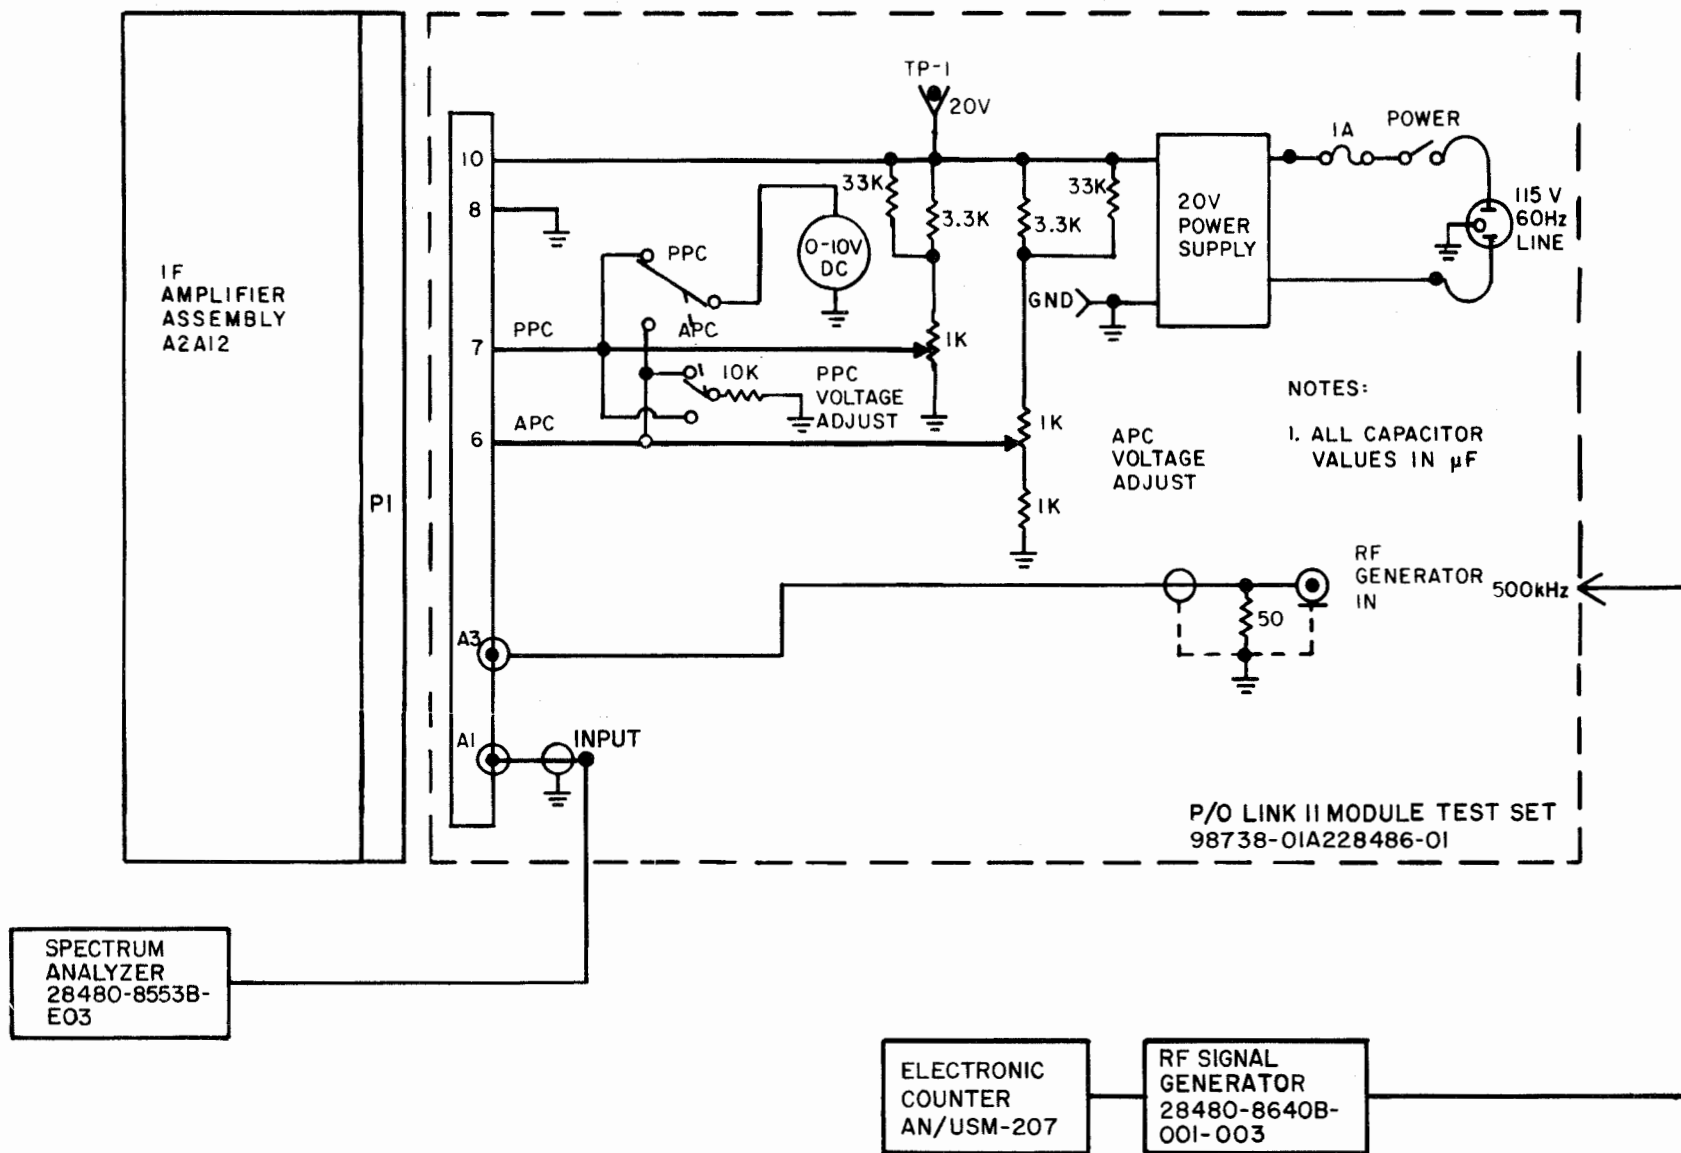 IF
AMPLIFIER
ASSEMBLY
A2A12
P1
10
8
7
6
A3
A1
PPC
APC
PPC
APC
10K
0-10V
DC
TP-1
20V
33K
3.3K
1K
PPC
VOLTAGE
ADJUST
3.3K
33K
1K
1K
APC
VOLTAGE
ADJUST
GND
20V
POWER
SUPPLY
1A
POWER
115 V
60Hz
LINE
NOTES:
1. ALL CAPACITOR
VALUES IN µF
RF
GENERATOR
IN
500kHz
50
INPUT
P/O LINK II MODULE TEST SET
98738-01A228486-01
SPECTRUM
ANALYZER
28480-8553B-
E03
ELECTRONIC
COUNTER
AN/USM-207
RF SIGNAL
GENERATOR
28480-8640B-
001-003